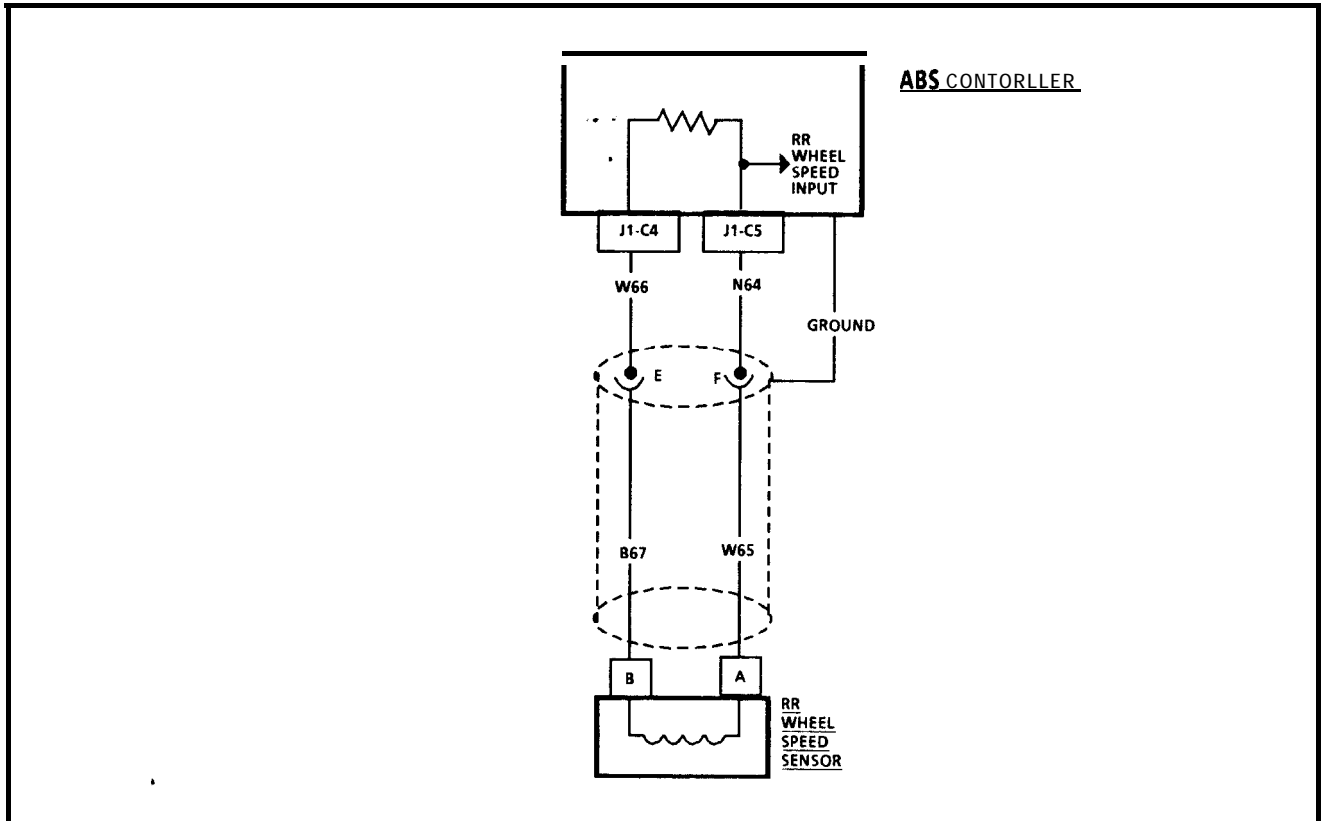 ABS CONTORLLER
RR
WHEEL
SPEED
INPUT
J1-C4
J1-C5
W66
N64
GROUND
E
F
B67
W65
B
A
RR
WHEEL
SPEED
SENSOR